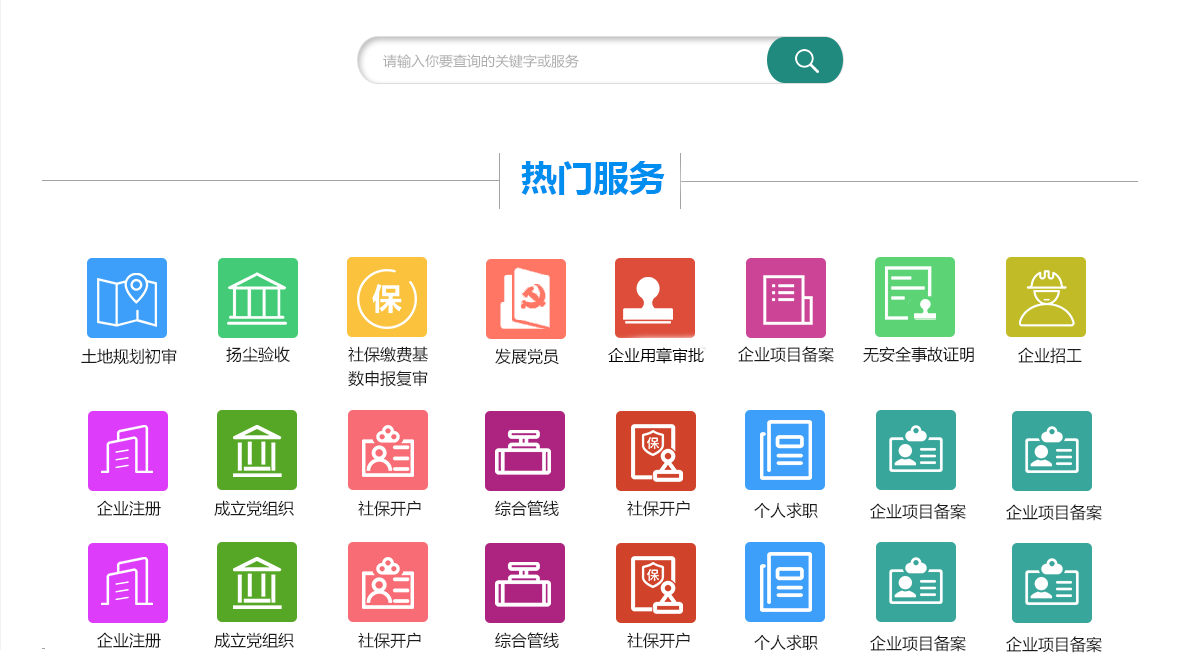 请输入你要查询的关键字或服务
热门服务
保
土地规划初审
扬尘验收
社保缴费基
数申报复审
发展党员
企业用章审批
企业项目备案
无安全事故证明
企业招工
保
企业注册
成立党组织
社保开户
综合管线
社保开户
个人求职
企业项目备案
企业项目备案
保
企业注册
成立党组织
社保开户
综合管线
社保开户
个人求职
企业项目备案
企业项目备案